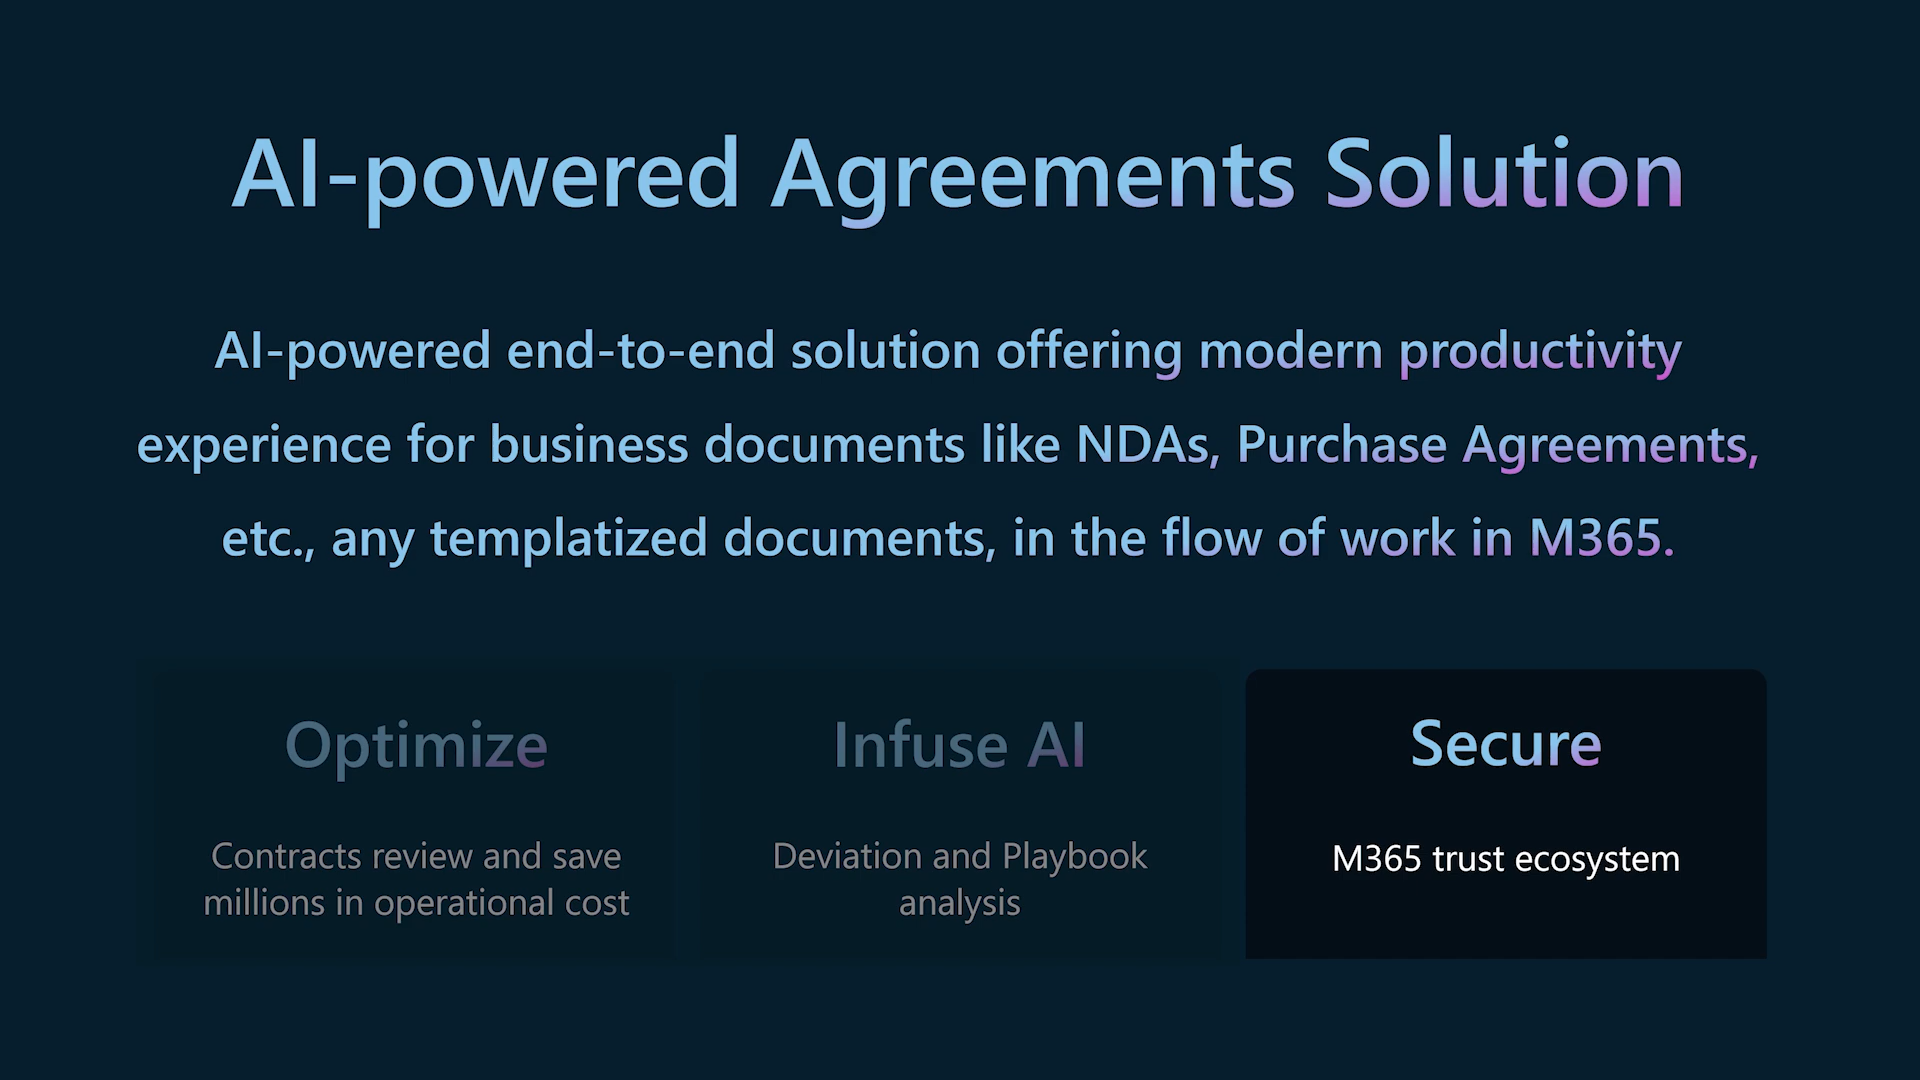 AI-powered Agreements Solution
AI-powered end-to-end solution offering modern productivity
experience for business documents like NDAs, Purchase Agreements,
etc., any templatized documents, in the flow of work in M365.
Optimize
Contracts review and save
millions in operational cost
Infuse AI
Deviation and Playbook
analysis
Secure
M365 trust ecosystem